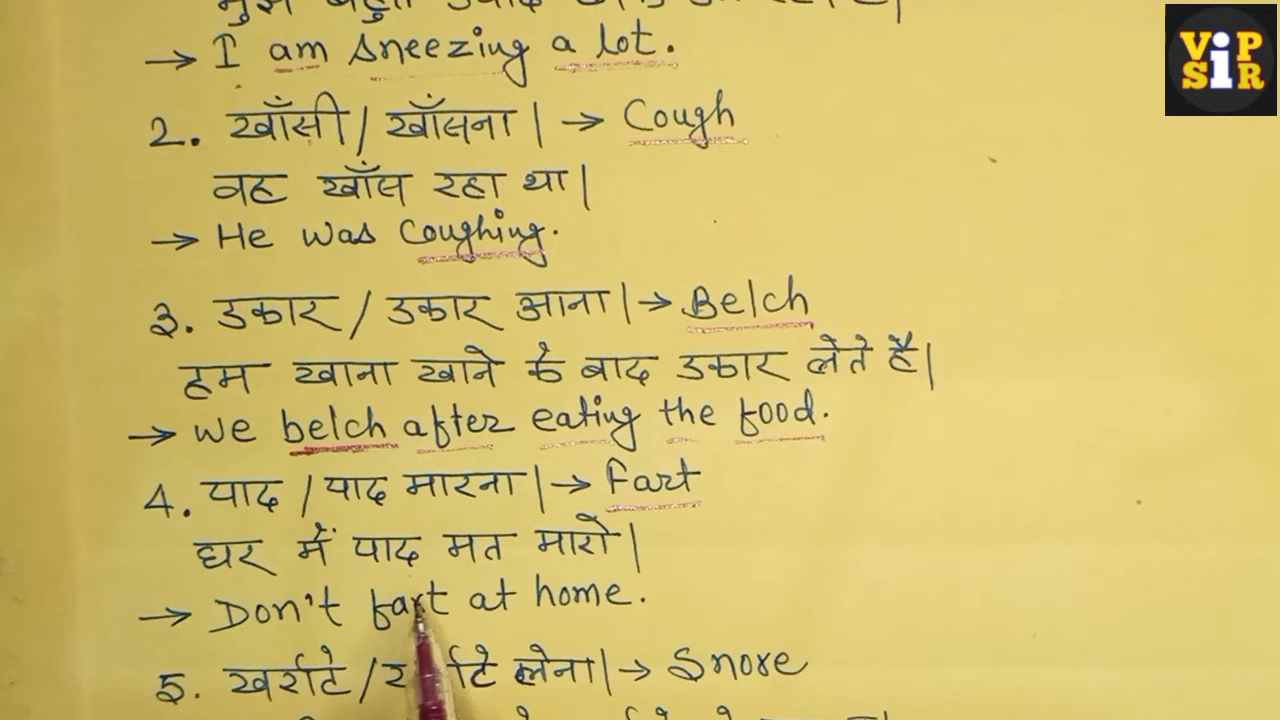 → I am sneezing a lot.
ViP
SiR
2. खाँसी / खाँसना | → Cough
वह खाँस रहा था |
→ He was coughing.
3. डकार / डकार आना | → Belch
हम खाना खाने के बाद डकार लेते है |
→ We belch after eating the food.
4. पाद / पाद मारना | → Fart
घर में पाद मत मारो |
→ Don't fart at home.
5. खर्राटे / लेना | → Snore